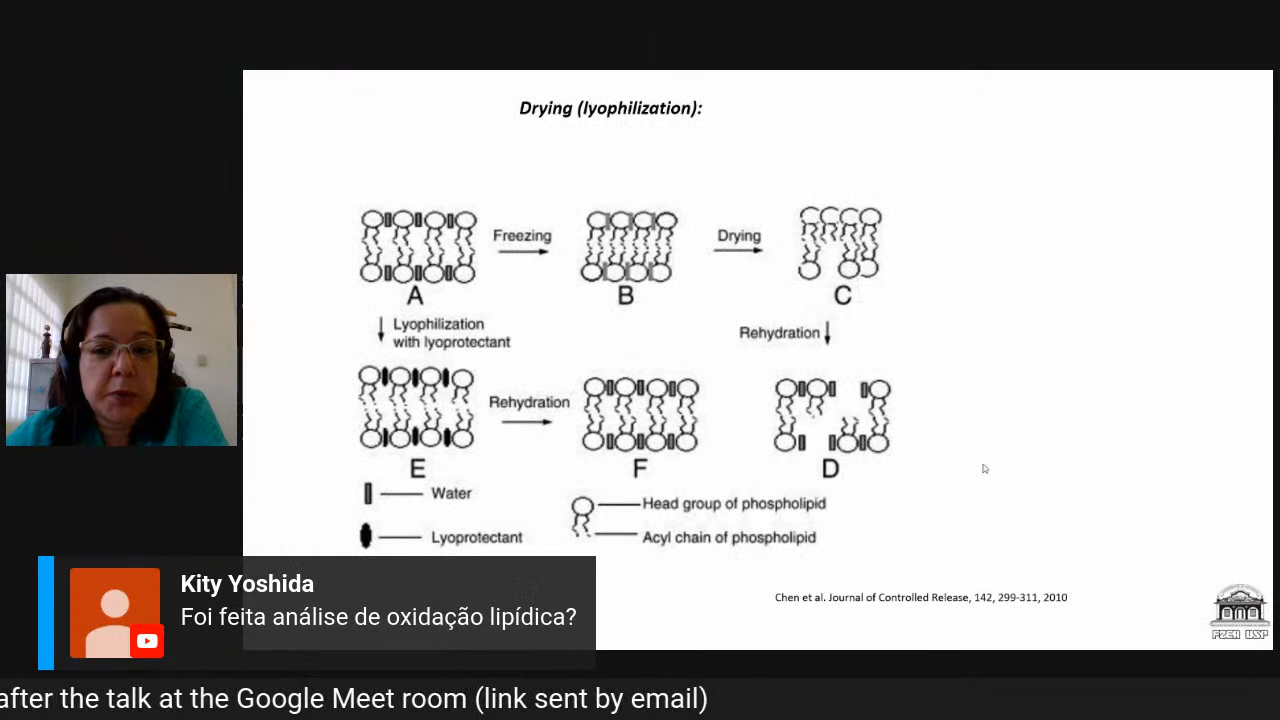 Drying (lyophilization):
Freezing
Drying
A
B
C
Lyophilization
with lyoprotectant
Rehydration
Rehydration
E
F
D
Water
Head group of phospholipid
Lyoprotectant
Acyl chain of phospholipid
Chen et al. Journal of Controlled Release, 142, 299-311, 2010
FZEA USP
Kity Yoshida
Foi feita análise de oxidação lipídica?
after the talk at the Google Meet room (link sent by email)